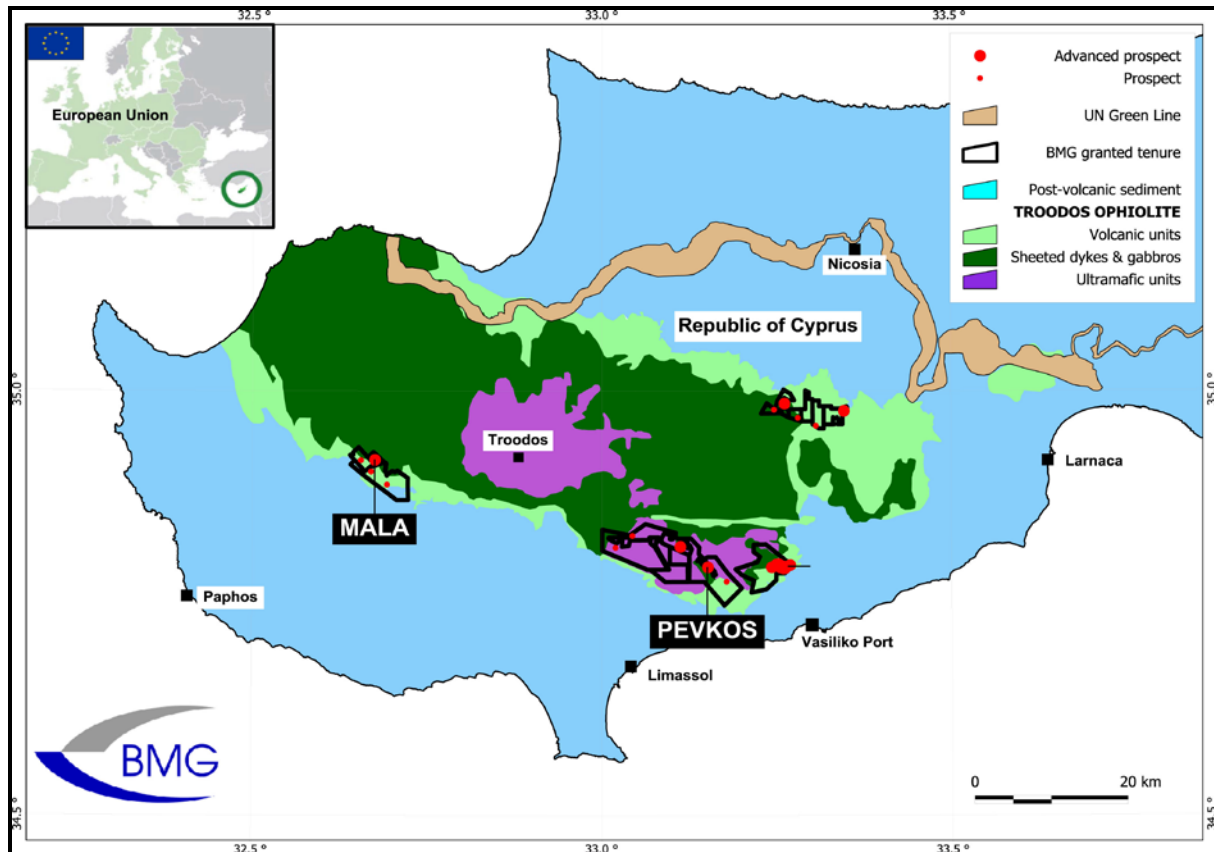 32.5 °
33.0 °
33.5 °
European Union
Advanced prospect
Prospect
UN Green Line
BMG granted tenure
Post-volcanic sediment
TROODOS OPHIOLITE
Volcanic units
Sheeted dykes & gabbros
Ultramafic units
Nicosia
Republic of Cyprus
35.0 °
35.0 °
Troodos
Larnaca
MALA
Paphos
PEVKOS
Vasiliko Port
Limassol
BMG
0 20 km
34.5 °
34.5 °
32.5 °
33.0 °
33.5 °